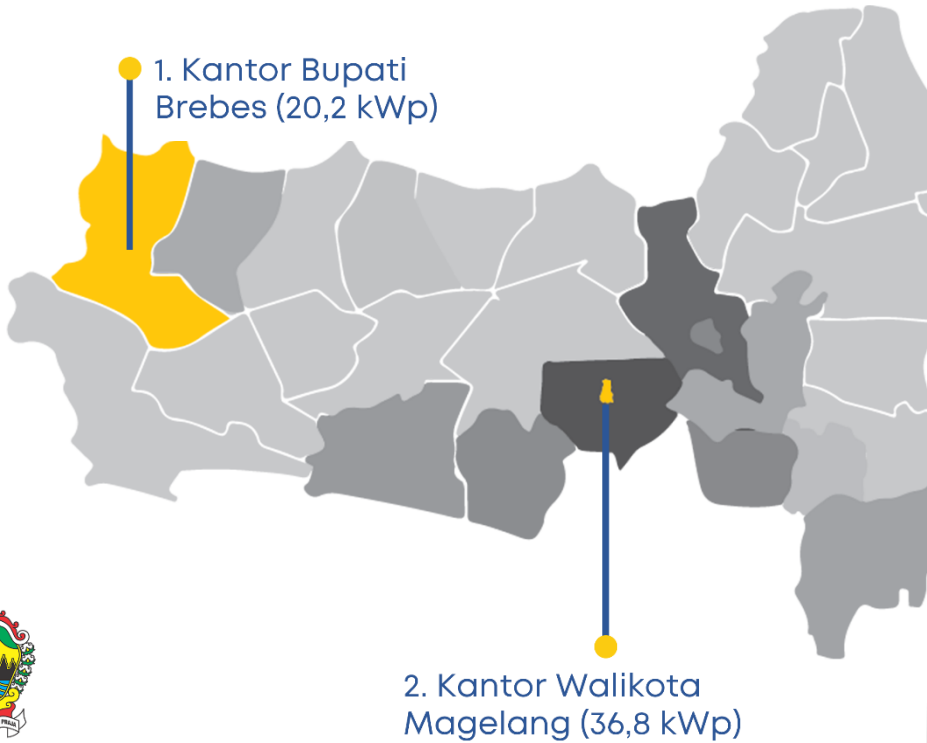 1. Kantor Bupati
Brebes (20,2 kWp)
2. Kantor Walikota
Magelang (36,8 kWp)